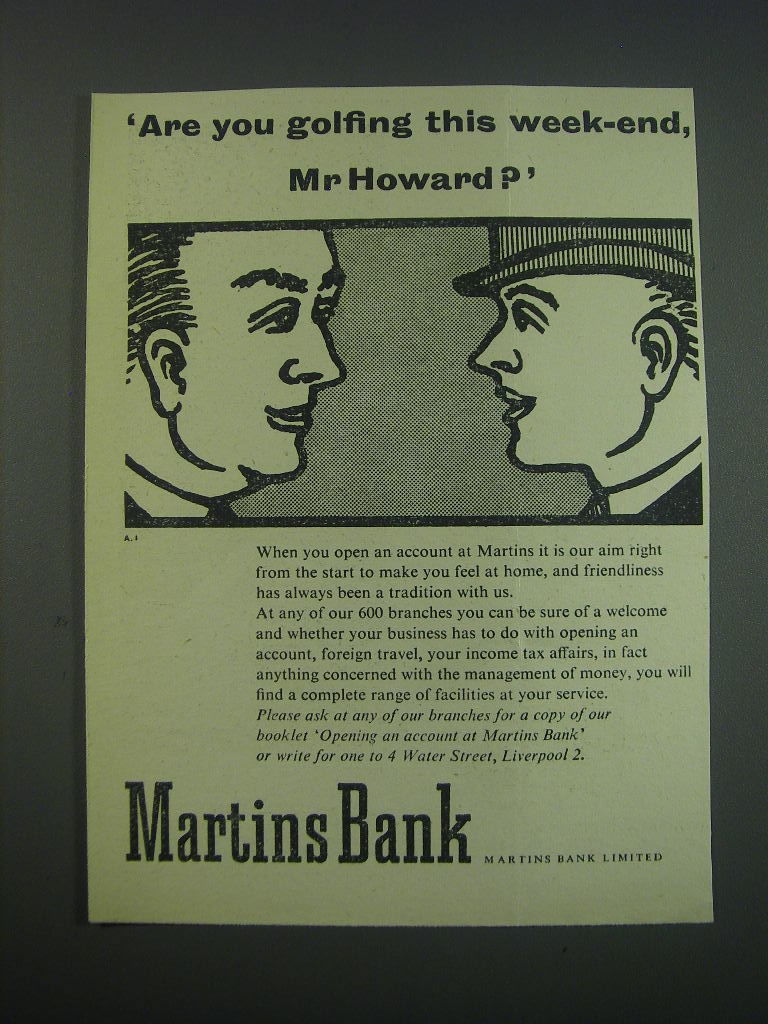 ‘Are you golfing this week-end,
Mr Howard?’
A.1
When you open an account at Martins it is our aim right
from the start to make you feel at home, and friendliness
has always been a tradition with us.
At any of our 600 branches you can be sure of a welcome
and whether your business has to do with opening an
account, foreign travel, your income tax affairs, in fact
anything concerned with the management of money, you will
find a complete range of facilities at your service.
Please ask at any of our branches for a copy of our
booklet ‘Opening an account at Martins Bank’
or write for one to 4 Water Street, Liverpool 2.
Martins Bank
MARTINS BANK LIMITED